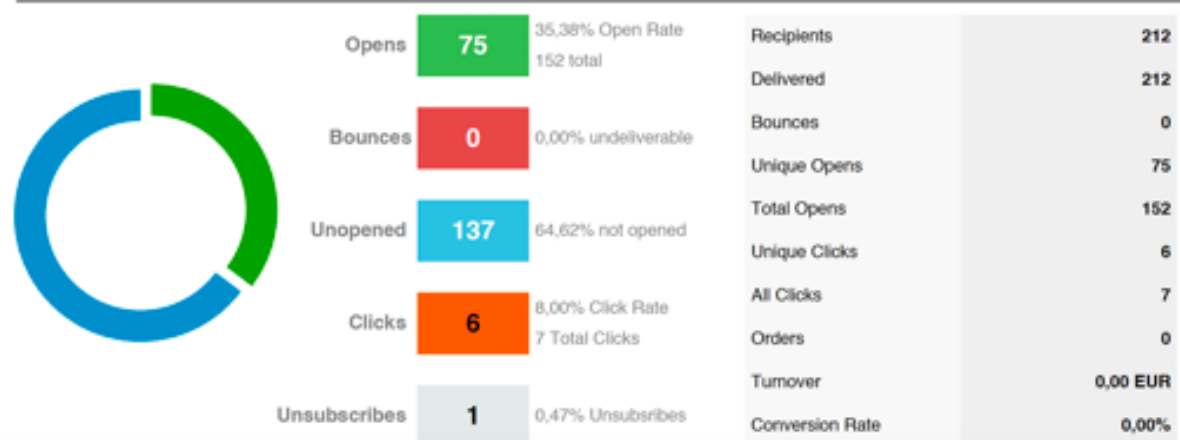 Opens 75 35,38% Open Rate
152 total
Bounces 0 0,00% undeliverable
Unopened 137 64,62% not opened
Clicks 6 8,00% Click Rate
7 Total Clicks
Unsubscribes 1 0,47% Unsubsribes
Recipients 212
Delivered 212
Bounces 0
Unique Opens 75
Total Opens 152
Unique Clicks 6
All Clicks 7
Orders 0
Turnover 0,00 EUR
Conversion Rate 0,00%